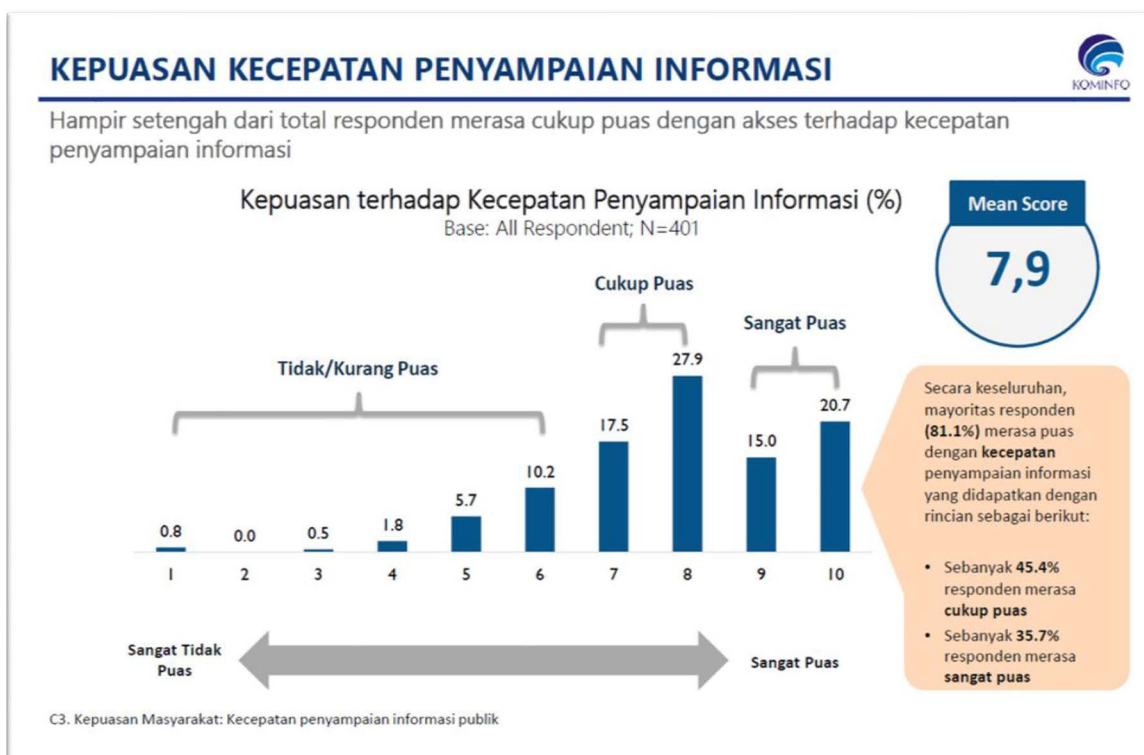 KEPUASAN KECEPATAN PENYAMPAIAN INFORMASI
KOMINFO
Hampir setengah dari total responden merasa cukup puas dengan akses terhadap kecepatan
penyampaian informasi
Kepuasan terhadap Kecepatan Penyampaian Informasi (%)
Base: All Respondent; N=401
Mean Score
7,9
Tidak/Kurang Puas
Cukup Puas
Sangat Puas
0.8 0.0 0.5 1.8 5.7 10.2 17.5 27.9 15.0 20.7
1 2 3 4 5 6 7 8 9 10
Sangat Tidak
Puas
Sangat Puas
Secara keseluruhan,
mayoritas responden
(81.1%) merasa puas
dengan kecepatan
penyampaian informasi
yang didapatkan dengan
rincian sebagai berikut:
• Sebanyak 45.4%
responden merasa
cukup puas
• Sebanyak 35.7%
responden merasa
sangat puas
C3. Kepuasan Masyarakat: Kecepatan penyampaian informasi publik